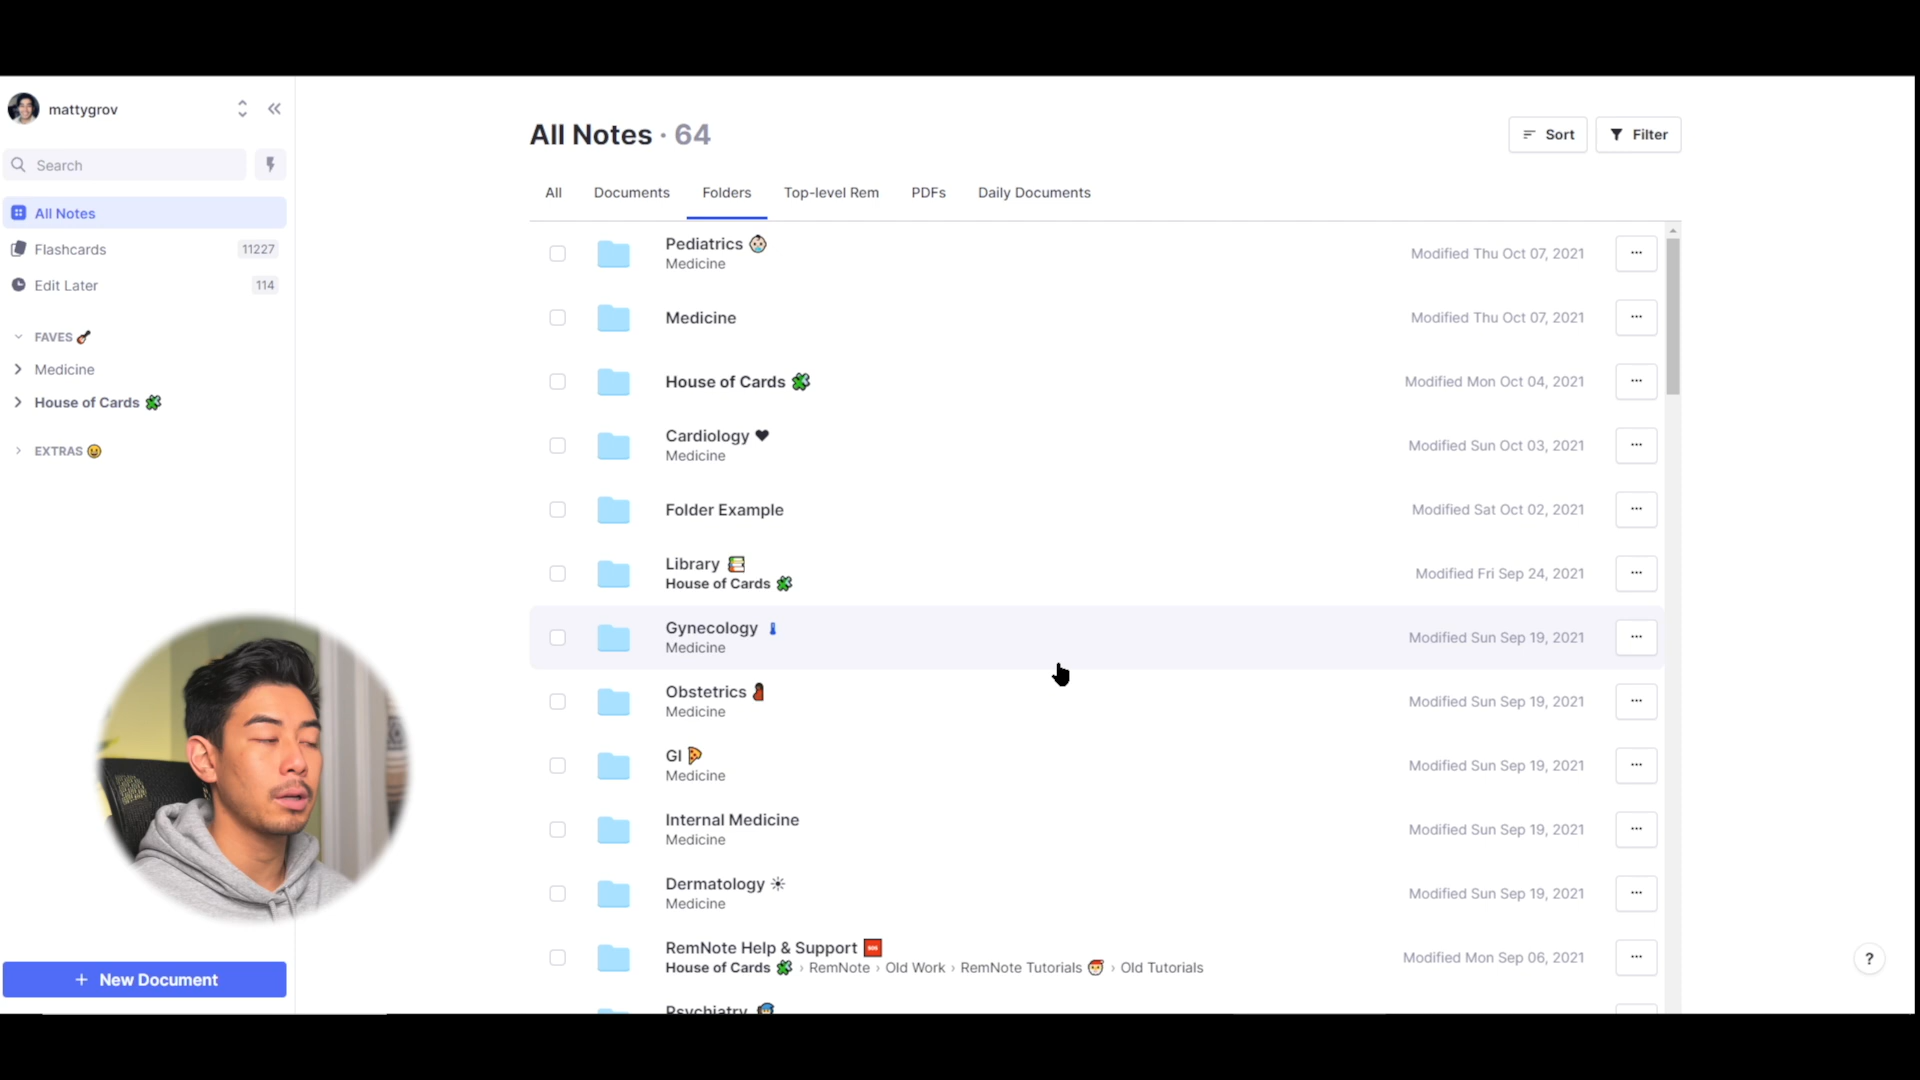 mattygrov
Search
All Notes
Flashcards 11227
Edit Later 114
FAVES
Medicine
House of Cards
EXTRAS
+ New Document
All Notes · 64
Sort
Filter
All Documents Folders Top-level Rem PDFs Daily Documents
Pediatrics
Medicine
Modified Thu Oct 07, 2021
Medicine
Modified Thu Oct 07, 2021
House of Cards
Modified Mon Oct 04, 2021
Cardiology
Medicine
Modified Sun Oct 03, 2021
Folder Example
Modified Sat Oct 02, 2021
Library
House of Cards
Modified Fri Sep 24, 2021
Gynecology
Medicine
Modified Sun Sep 19, 2021
Obstetrics
Medicine
Modified Sun Sep 19, 2021
GI
Medicine
Modified Sun Sep 19, 2021
Internal Medicine
Medicine
Modified Sun Sep 19, 2021
Dermatology
Medicine
Modified Sun Sep 19, 2021
RemNote Help & Support
House of Cards › RemNote › Old Work › RemNote Tutorials › Old Tutorials
Modified Mon Sep 06, 2021
Psychiatry
?